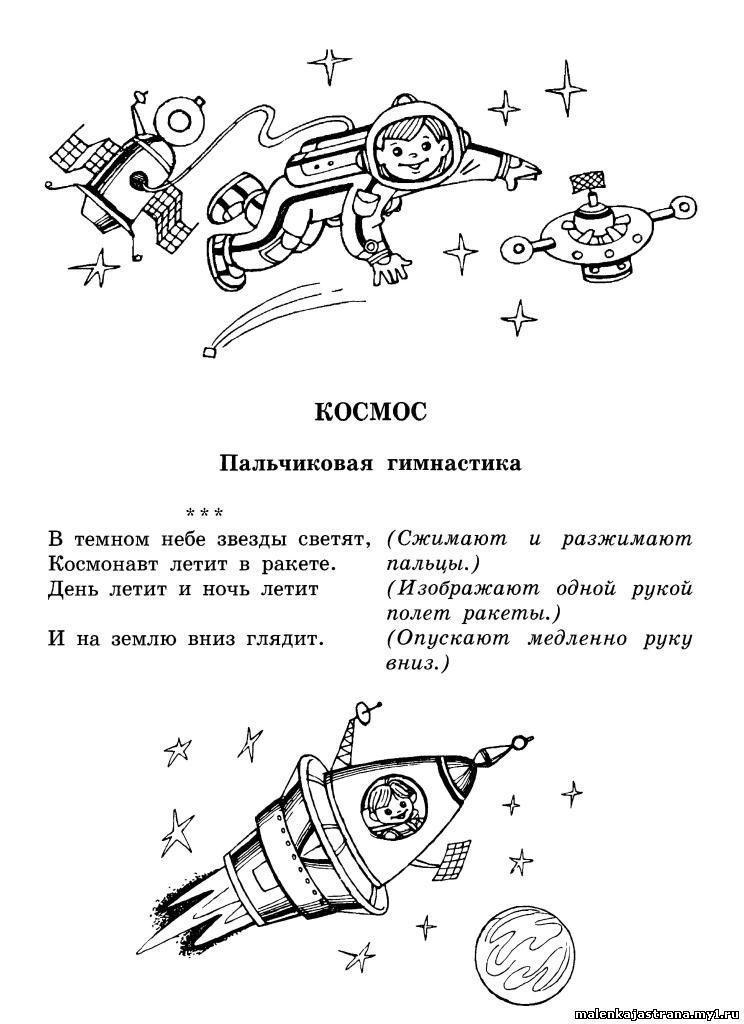 КОСМОС
Пальчиковая гимнастика
* * *
В темном небе звезды светят, (Сжимают и разжимают
Космонавт летит в ракете. пальцы.)
День летит и ночь летит (Изображают одной рукой
полет ракеты.)
И на землю вниз глядит. (Опускают медленно руку
вниз.)
malenkajastrana.my1.ru